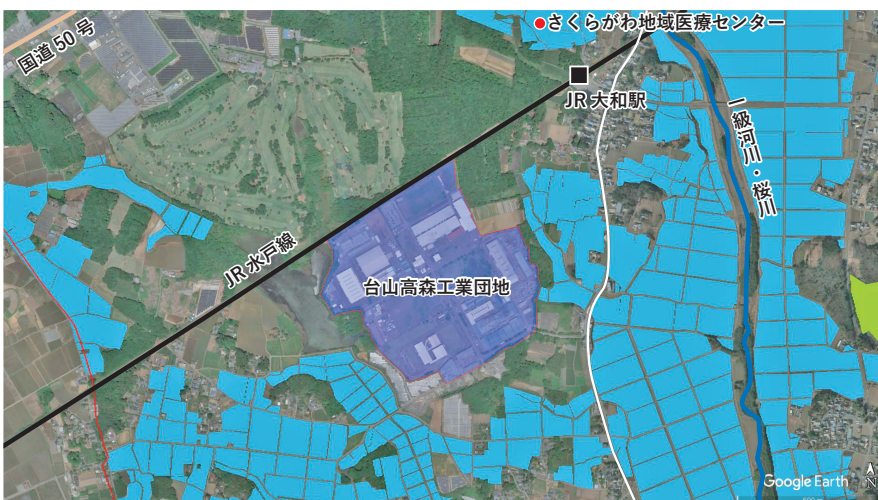 国道50号
さくらがわ地域医療センター
JR大和駅
一級河川・桜川
JR水戸線
台山高森工業団地
Google Earth
N